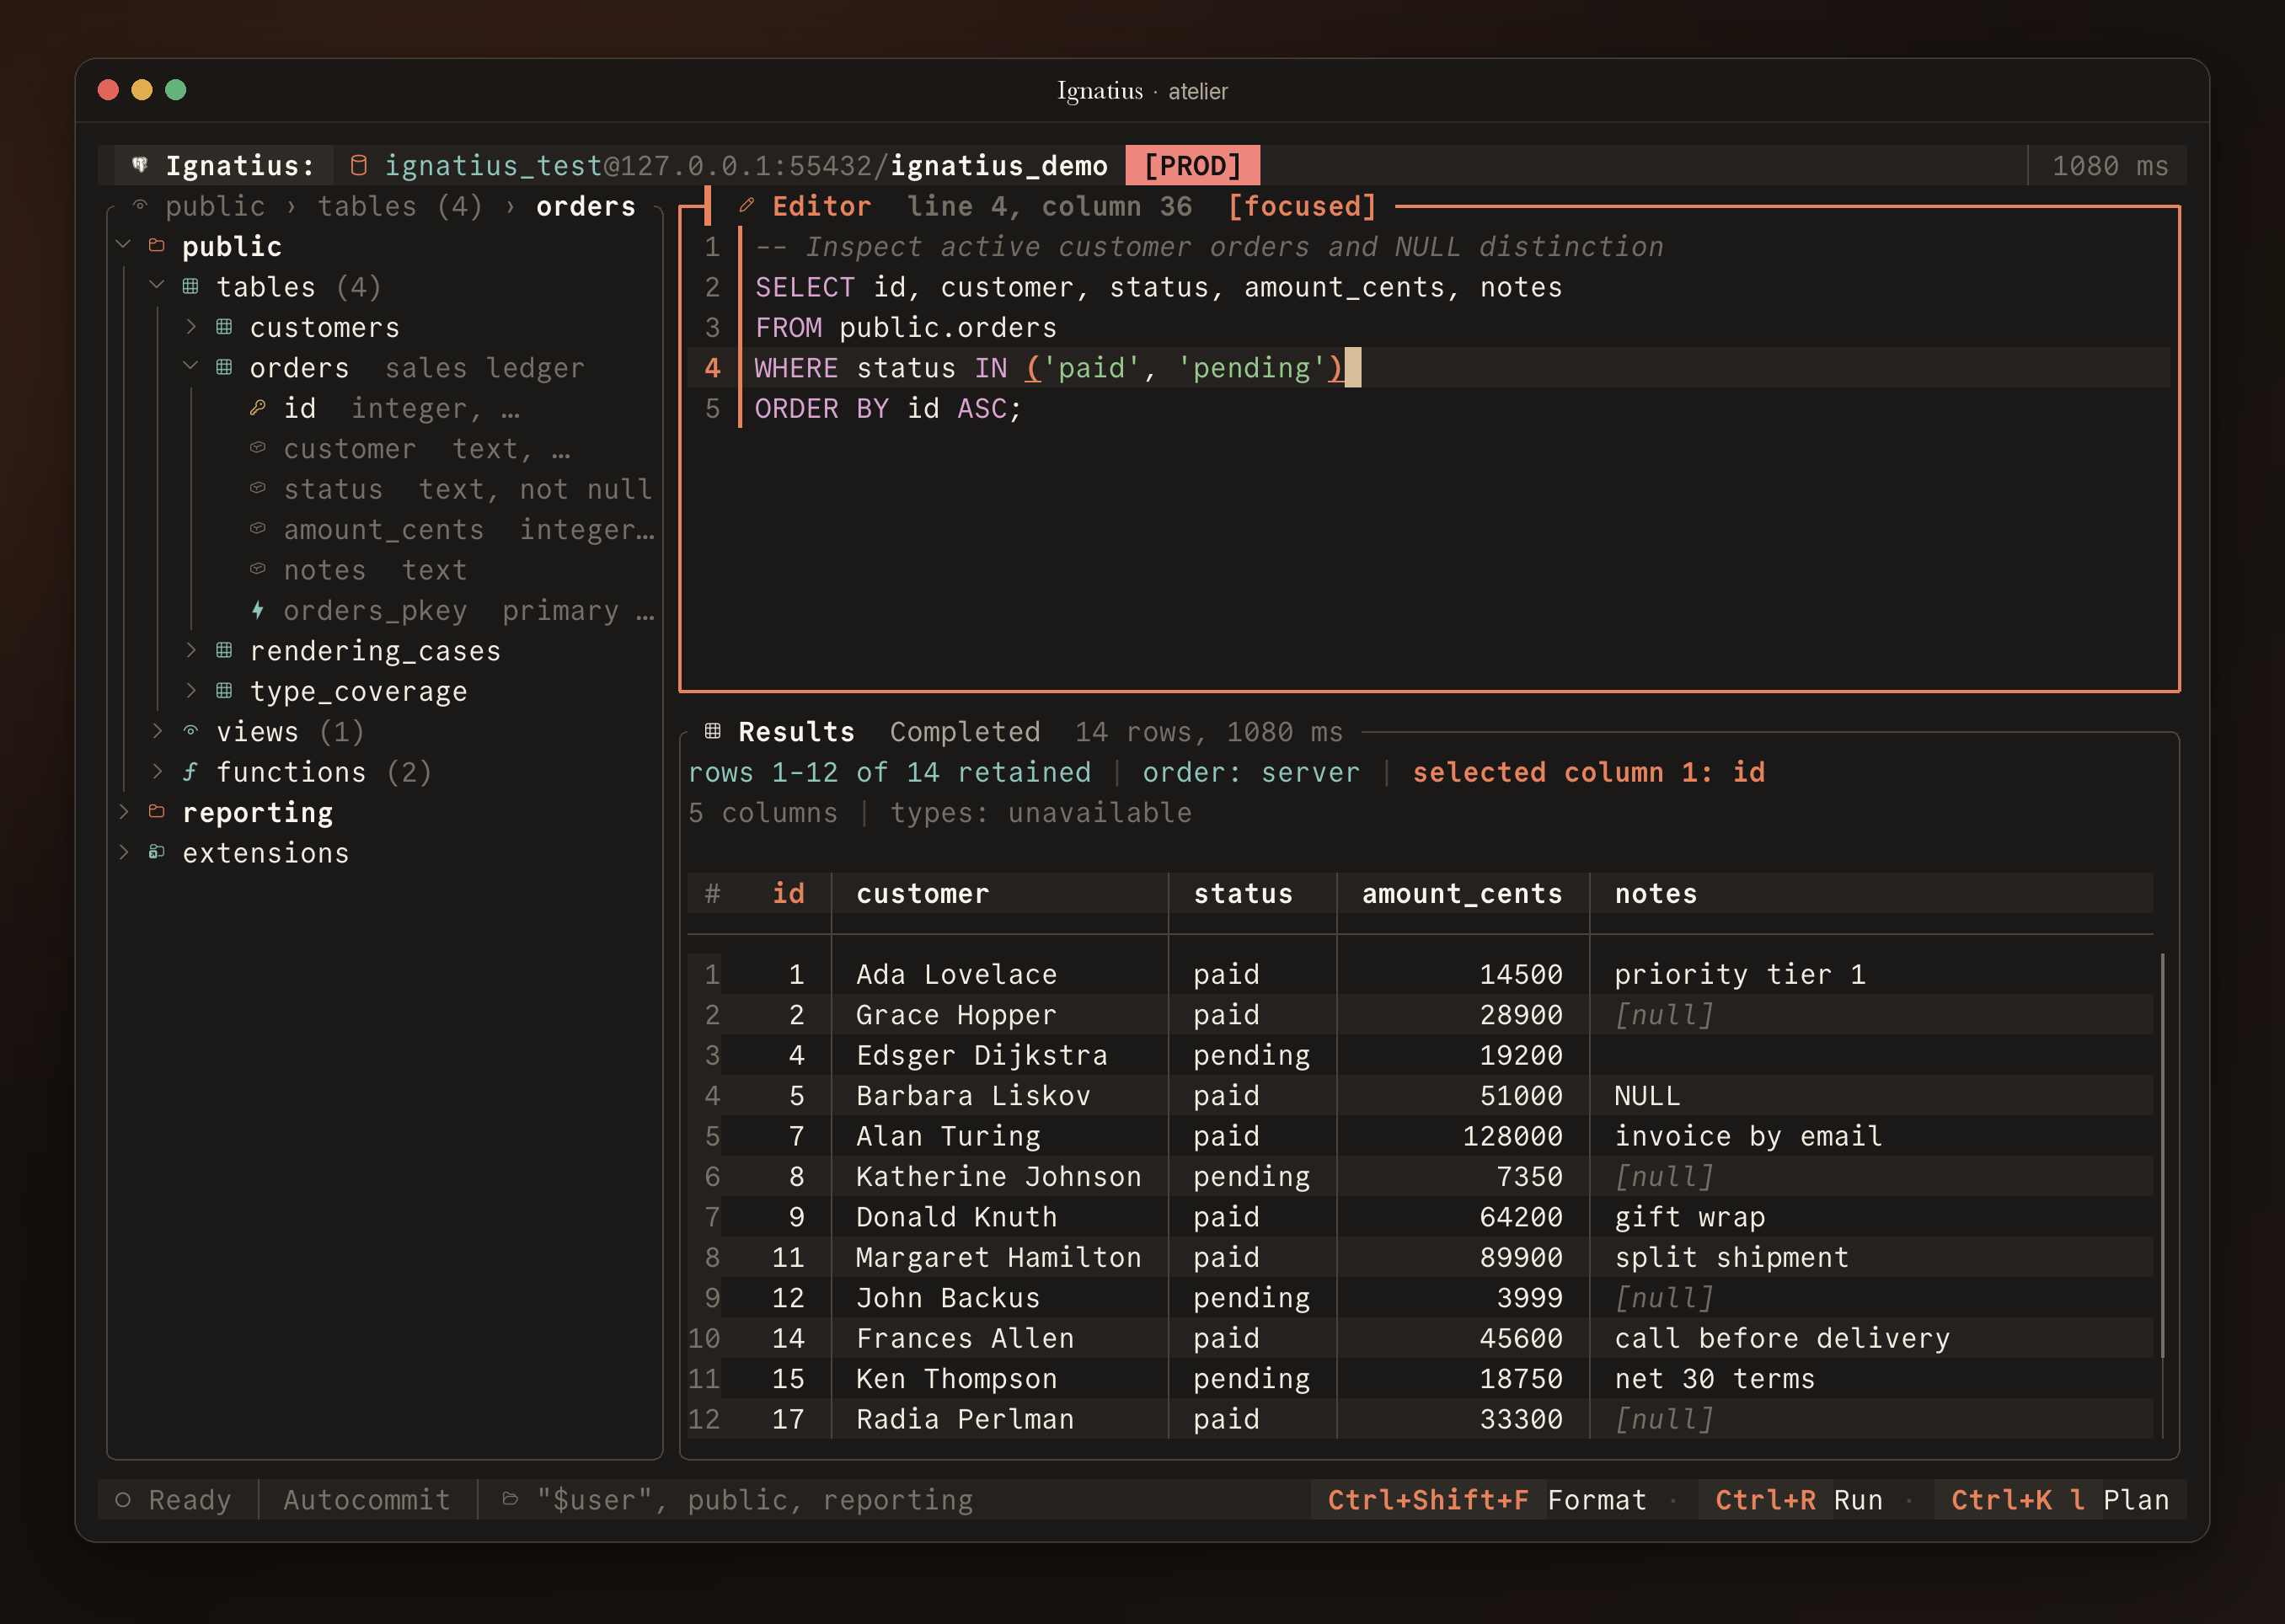 Ignatius · atelier
Ignatius: ignatius_test@127.0.0.1:55432/ignatius_demo [PROD] 1080 ms
public › tables (4) › orders
public
tables (4)
customers
orders sales ledger
id integer, …
customer text, …
status text, not null
amount_cents integer…
notes text
orders_pkey primary …
rendering_cases
type_coverage
views (1)
functions (2)
reporting
extensions
Editor line 4, column 36 [focused]
1 -- Inspect active customer orders and NULL distinction
2 SELECT id, customer, status, amount_cents, notes
3 FROM public.orders
4 WHERE status IN ('paid', 'pending')
5 ORDER BY id ASC;
Results Completed 14 rows, 1080 ms
rows 1–12 of 14 retained | order: server | selected column 1: id
5 columns | types: unavailable
# id customer status amount_cents notes
1 1 Ada Lovelace paid 14500 priority tier 1
2 2 Grace Hopper paid 28900 [null]
3 4 Edsger Dijkstra pending 19200
4 5 Barbara Liskov paid 51000 NULL
5 7 Alan Turing paid 128000 invoice by email
6 8 Katherine Johnson pending 7350 [null]
7 9 Donald Knuth paid 64200 gift wrap
8 11 Margaret Hamilton paid 89900 split shipment
9 12 John Backus pending 3999 [null]
10 14 Frances Allen paid 45600 call before delivery
11 15 Ken Thompson pending 18750 net 30 terms
12 17 Radia Perlman paid 33300 [null]
Ready Autocommit "$user", public, reporting Ctrl+Shift+F Format · Ctrl+R Run · Ctrl+K l Plan